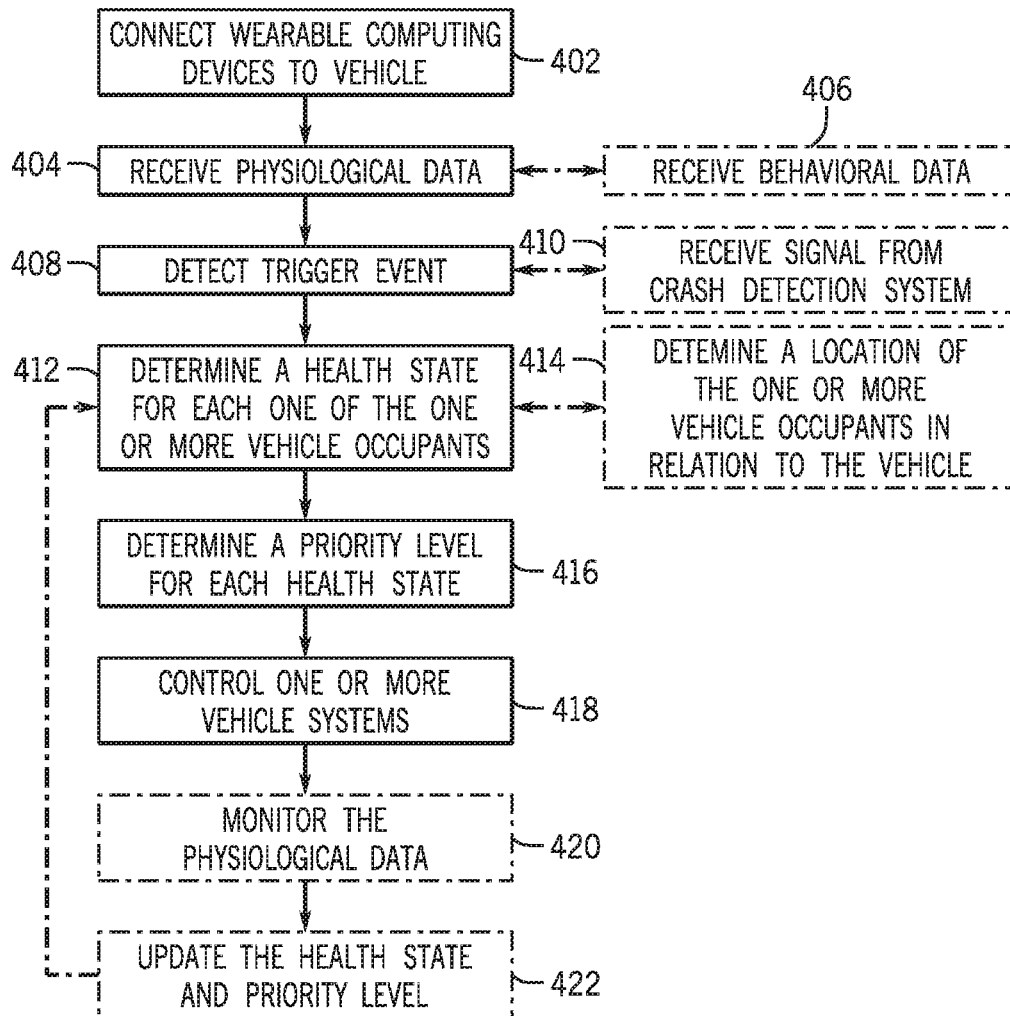 CONNECT WEARABLE COMPUTING
DEVICES TO VEHICLE
402
406
404
RECEIVE PHYSIOLOGICAL DATA
RECEIVE BEHAVIORAL DATA
408
DETECT TRIGGER EVENT
410
RECEIVE SIGNAL FROM
CRASH DETECTION SYSTEM
412
DETERMINE A HEALTH STATE
FOR EACH ONE OF THE ONE
OR MORE VEHICLE OCCUPANTS
414
DETEMINE A LOCATION OF
THE ONE OR MORE
VEHICLE OCCUPANTS IN
RELATION TO THE VEHICLE
DETERMINE A PRIORITY LEVEL
FOR EACH HEALTH STATE
416
CONTROL ONE OR MORE
VEHICLE SYSTEMS
418
MONITOR THE
PHYSIOLOGICAL DATA
420
UPDATE THE HEALTH STATE
AND PRIORITY LEVEL
422